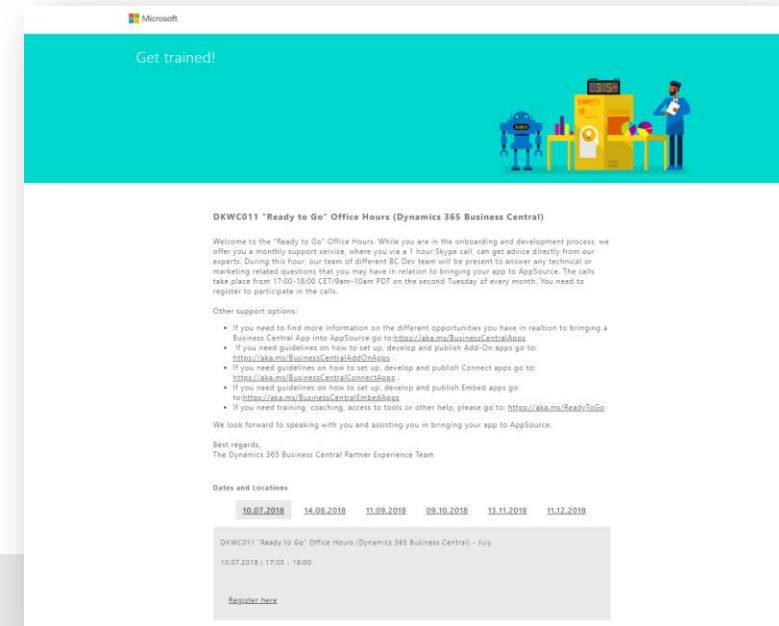 Microsoft
Get trained!
DKWC011 "Ready to Go" Office Hours (Dynamics 365 Business Central)
Welcome to the "Ready to Go" Office Hours. While you are in the onboarding and development process, we
offer you a monthly support service, where you via a 1 hour Skype call, can get advice directly from our
experts. During this hour, our team of different BC Dev team will be present to answer any technical or
marketing related questions that you may have in relation to bringing your app to AppSource. The calls
take place from 17:00-18:00 CET/9am-10am PDT on the second Tuesday of every month. You need to
register to participate in the calls.
Other support options:
• If you need to find more information on the different opportunities you have in realtion to bringing a
Business Central App into AppSource go to:https://aka.ms/BusinessCentralApps
• If you need guidelines on how to set up, develop and publish Add-On apps go to:
https://aka.ms/BusinessCentralAddOnApps .
• If you need guidelines on how to set up, develop and publish Connect apps go to:
https://aka.ms/BusinessCentralConnectApps .
• If you need guidelines on how to set up, develop and publish Embed apps go
to:https://aka.ms/BusinessCentralEmbedApps
• If you need training, coaching, access to tools or other help, please go to: https://aka.ms/ReadyToGo
We look forward to speaking with you and assisting you in bringing your app to AppSource.
Best regards,
The Dynamics 365 Business Central Partner Experience Team
Dates and Locations
10.07.2018 14.08.2018 11.09.2018 09.10.2018 13.11.2018 11.12.2018
DKWC011 "Ready to Go" Office Hours (Dynamics 365 Business Central) - July
10.07.2018 | 17:00 - 18:00
Register here